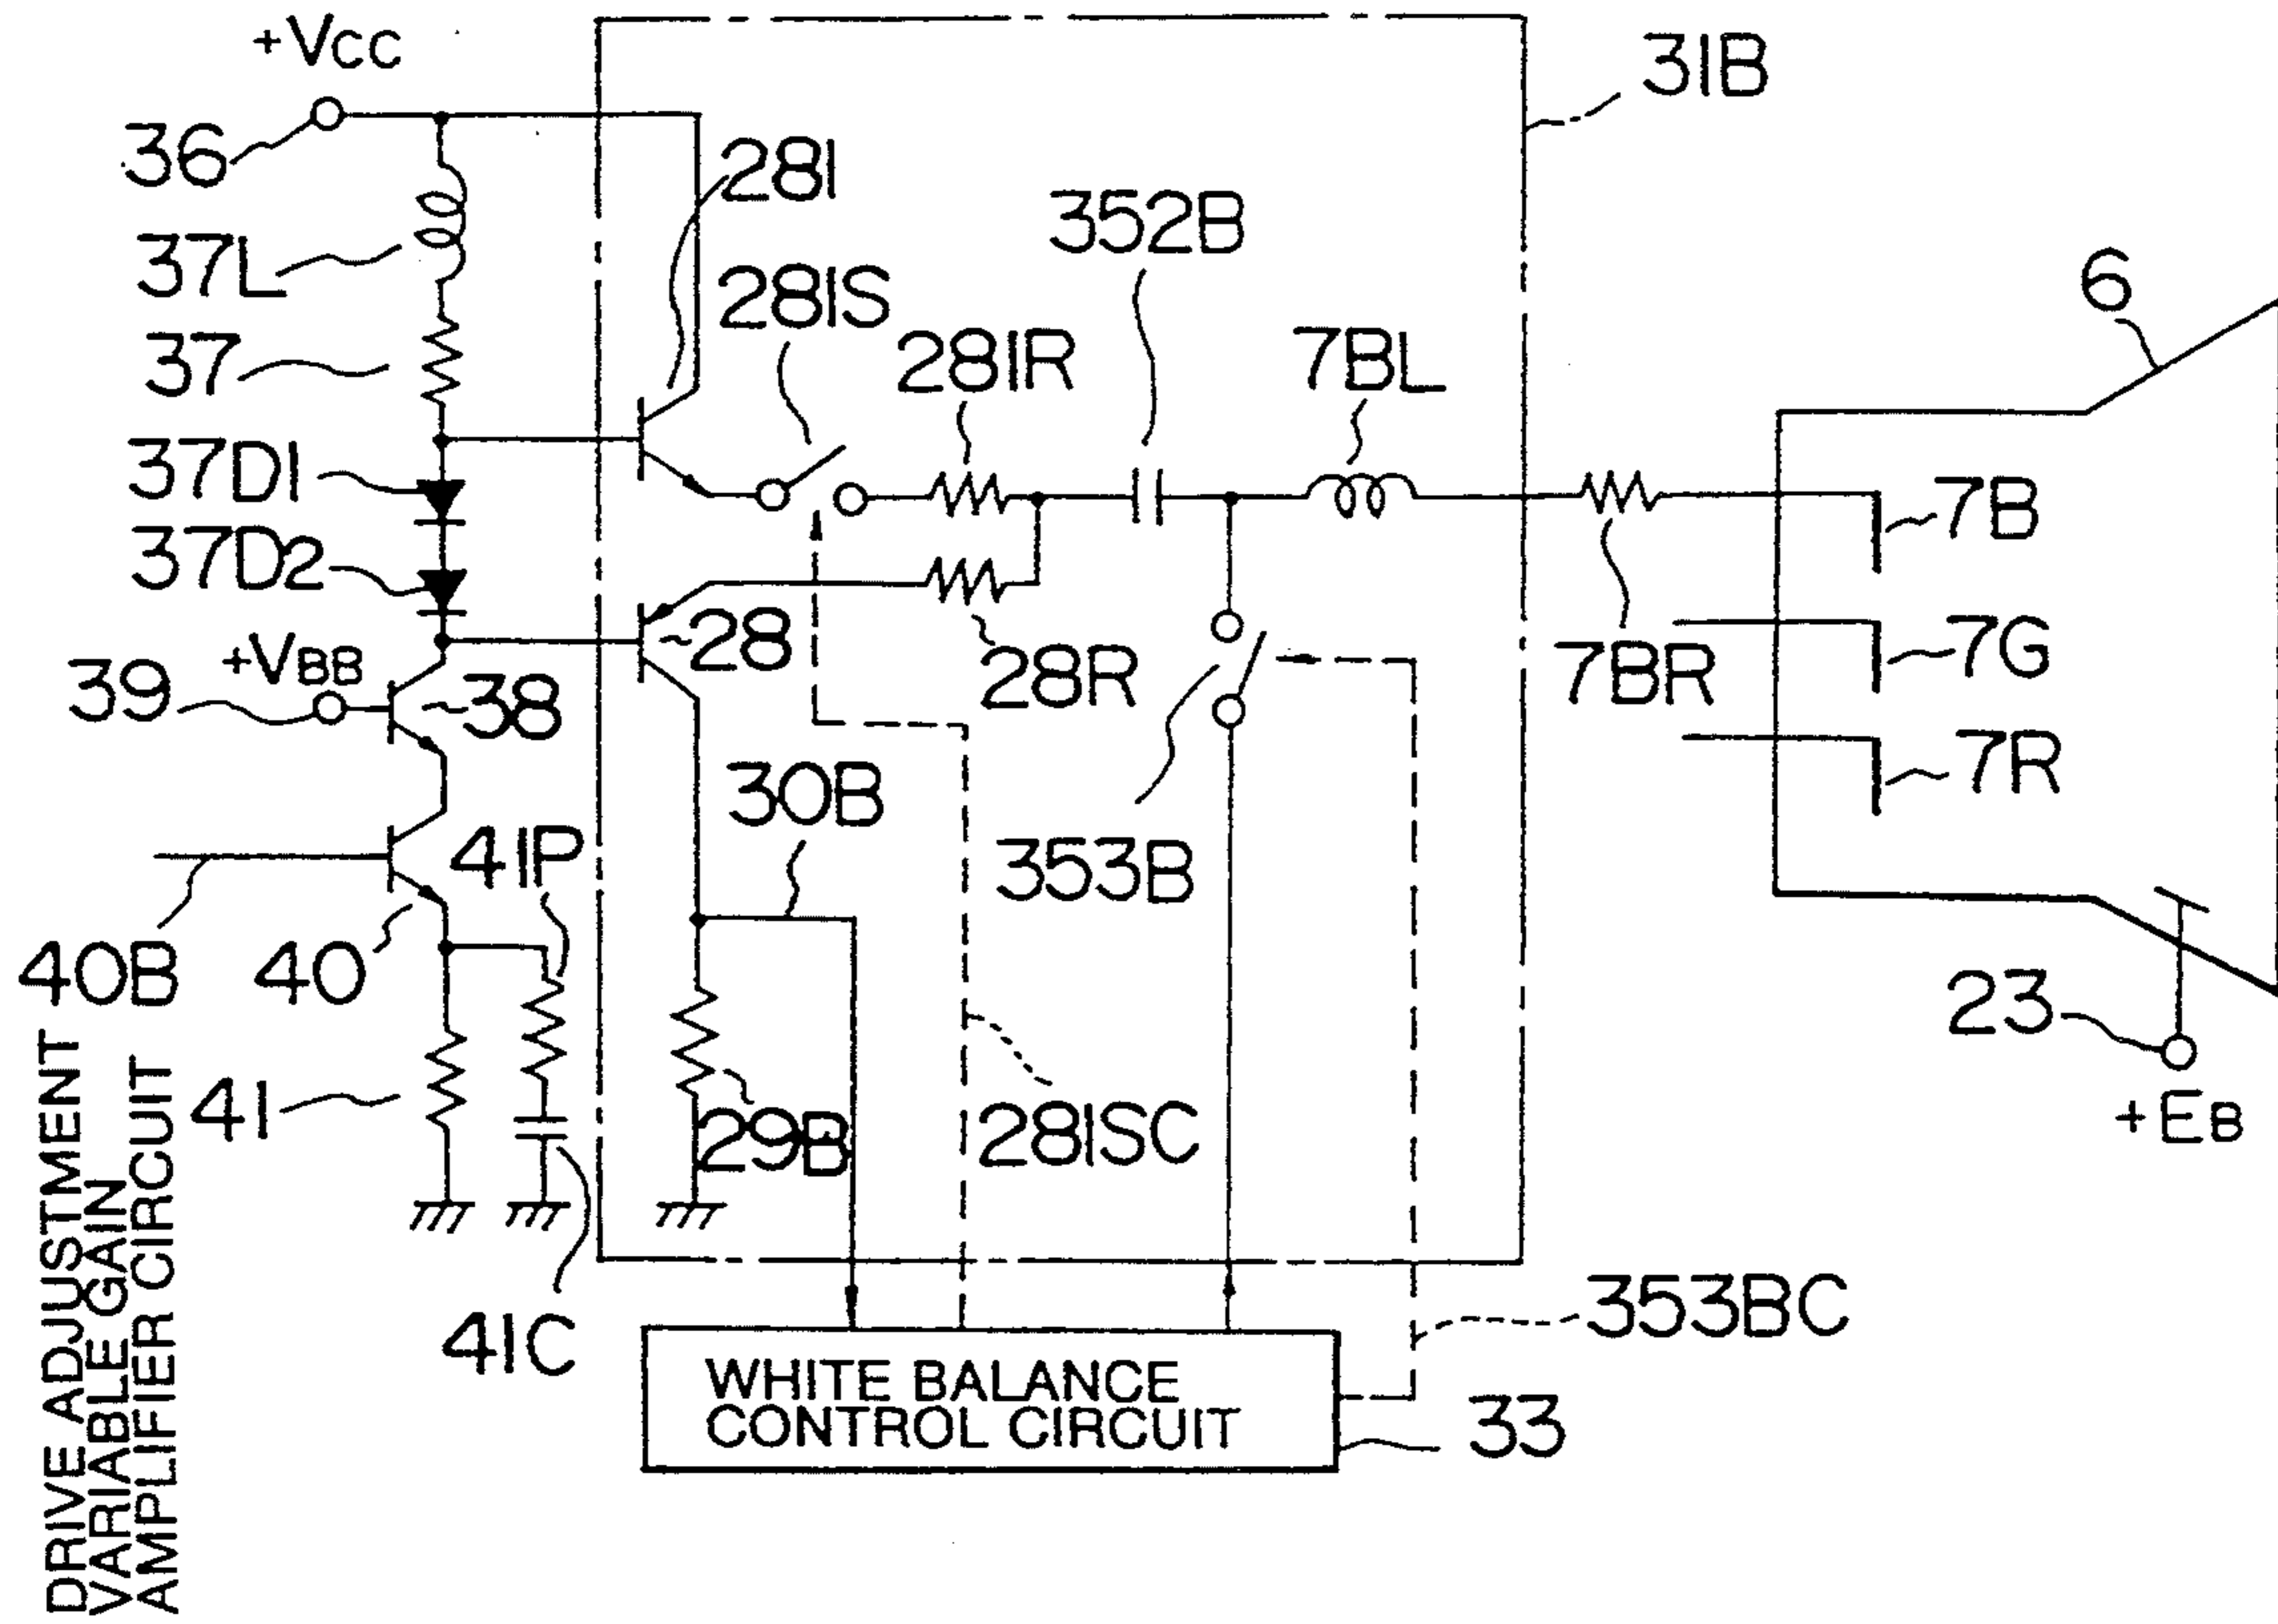 +VCC
31B
36
281
352B
37L
281S
6
281R
7BL
37
37D1
7B
37D2
28
+VBB
39
38
28R
7BR
7G
30B
7R
41P
353B
40B
40
23
41
29B
281SC
+EB
353BC
41C
WHITE BALANCE
CONTROL CIRCUIT
33
DRIVE ADJUSTMENT
VARIABLE GAIN
AMPLIFIER CIRCUIT